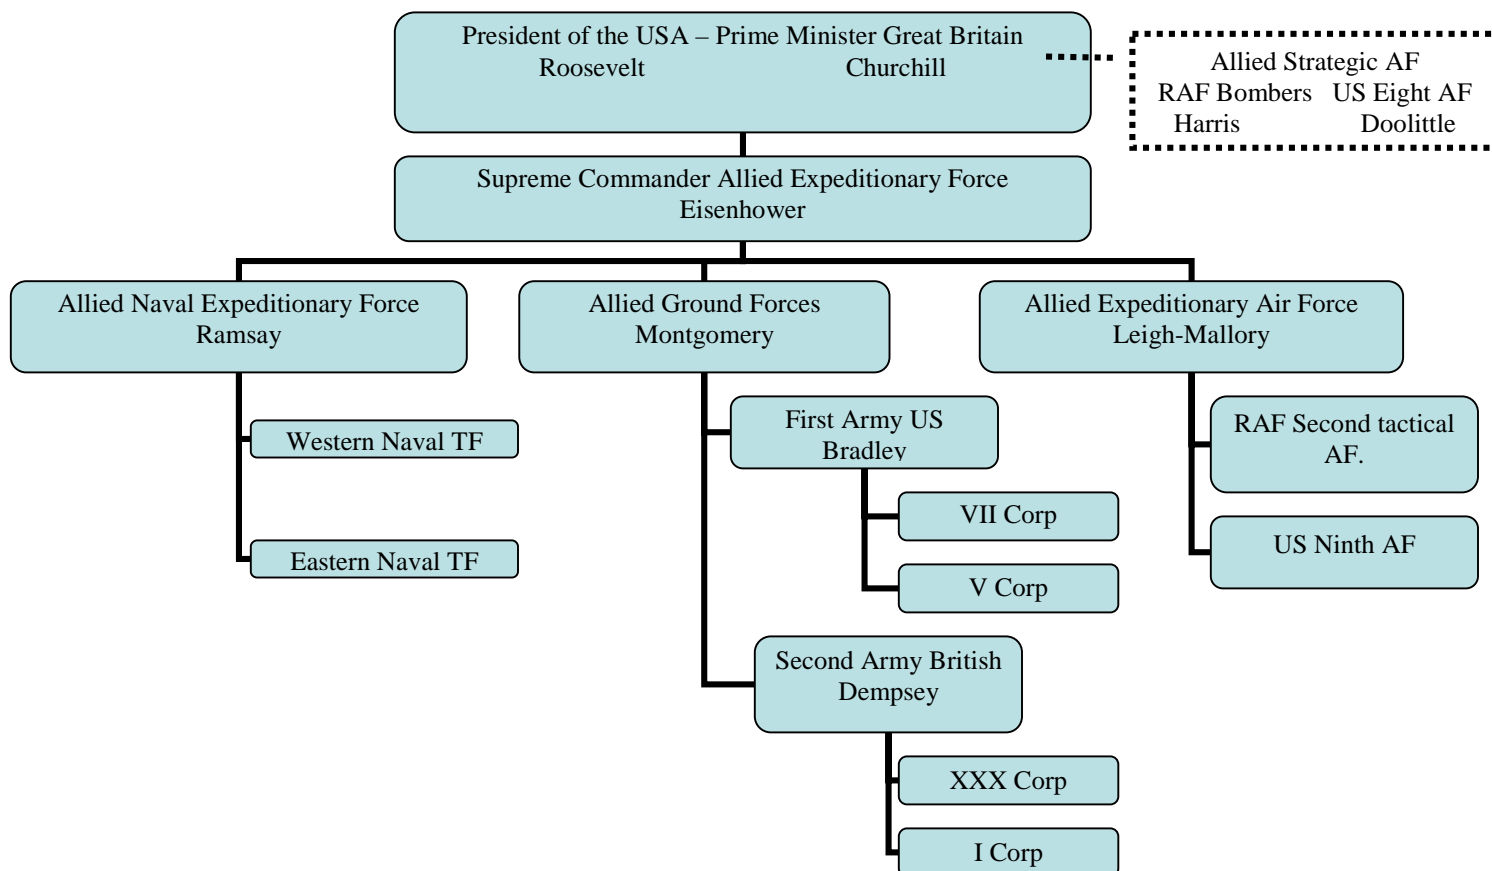 President of the USA – Prime Minister Great Britain
Roosevelt Churchill
Allied Strategic AF
RAF Bombers US Eight AF
Harris Doolittle
Supreme Commander Allied Expeditionary Force
Eisenhower
Allied Naval Expeditionary Force
Ramsay
Allied Ground Forces
Montgomery
Allied Expeditionary Air Force
Leigh-Mallory
Western Naval TF
Eastern Naval TF
First Army US
Bradley
VII Corp
V Corp
Second Army British
Dempsey
XXX Corp
I Corp
RAF Second tactical
AF.
US Ninth AF